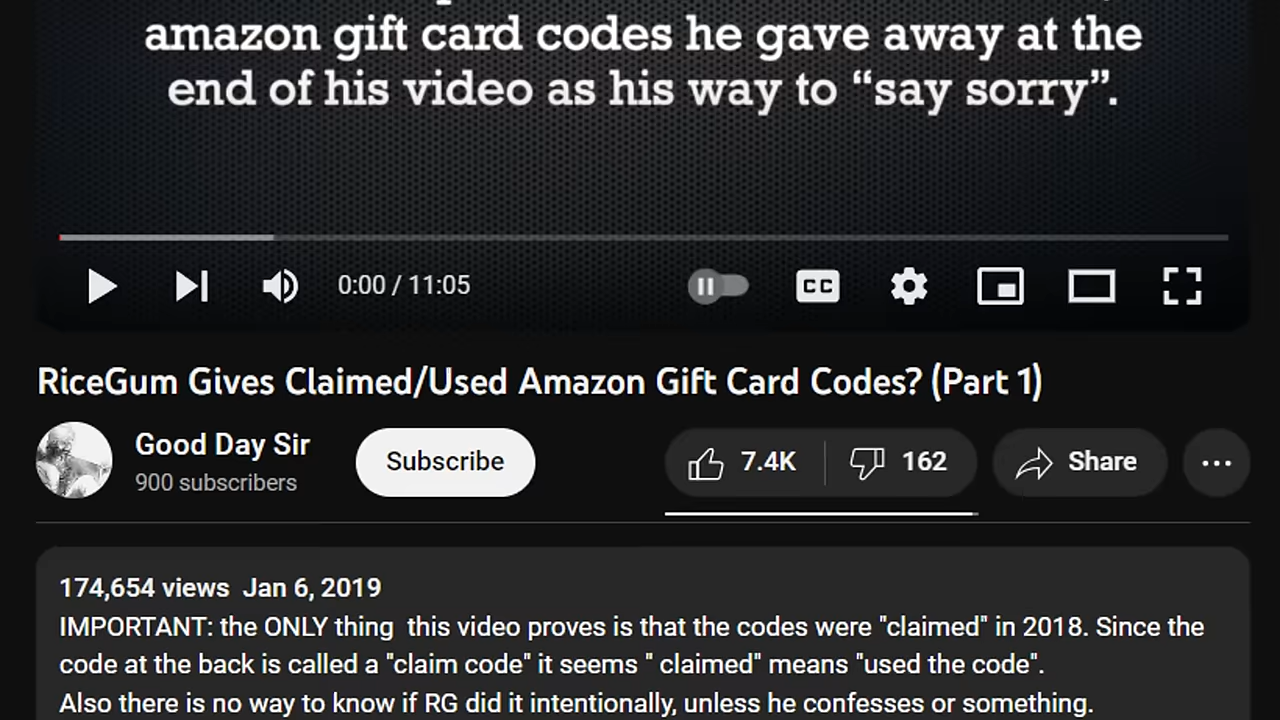 amazon gift card codes he gave away at the
end of his video as his way to “say sorry”.
0:00 / 11:05
CC
RiceGum Gives Claimed/Used Amazon Gift Card Codes? (Part 1)
Good Day Sir
900 subscribers
Subscribe
7.4K
162
Share
174,654 views Jan 6, 2019
IMPORTANT: the ONLY thing  this video proves is that the codes were "claimed" in 2018. Since the
code at the back is called a "claim code" it seems " claimed" means "used the code".
Also there is no way to know if RG did it intentionally, unless he confesses or something.